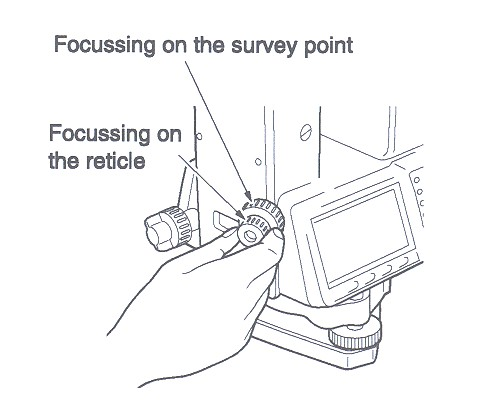 Focussing on the survey point
Focussing on
the reticle